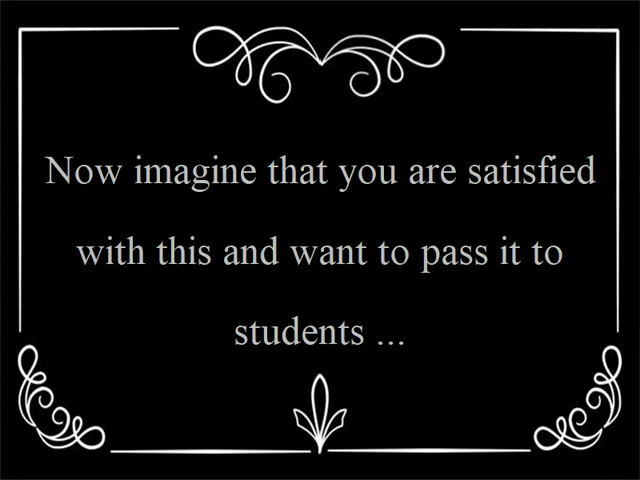 Now imagine that you are satisfied
with this and want to pass it to
students ...